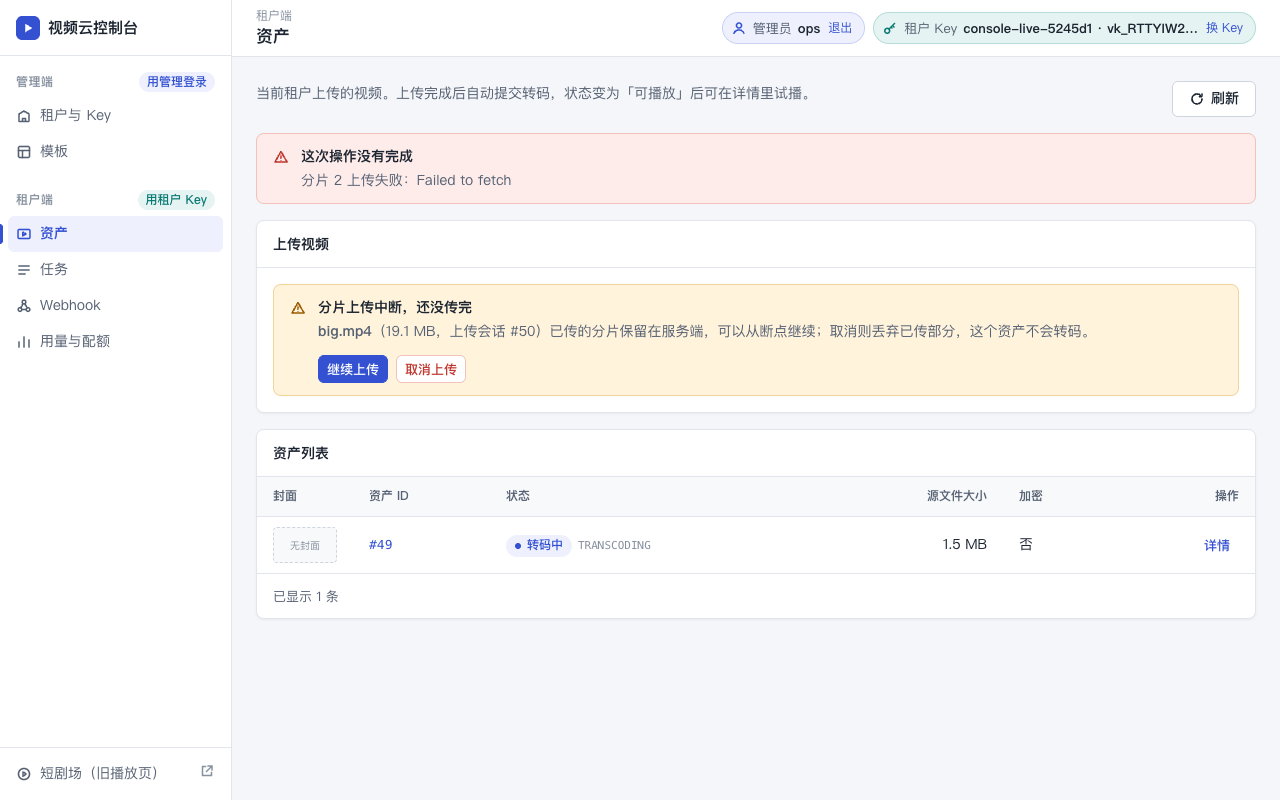 视频云控制台
管理端 用管理登录
租户与 Key
模板
租户端 用租户 Key
资产
任务
Webhook
用量与配额
短剧场（旧播放页）
租户端
资产
管理员 ops 退出
租户 Key console-live-5245d1 · vk_RTTYIW2... 换 Key
当前租户上传的视频。上传完成后自动提交转码，状态变为「可播放」后可在详情里试播。
刷新
这次操作没有完成
分片 2 上传失败：Failed to fetch
上传视频
分片上传中断，还没传完
big.mp4（19.1 MB，上传会话 #50）已传的分片保留在服务端，可以从断点继续；取消则丢弃已传部分，这个资产不会转码。
继续上传 取消上传
资产列表
封面 资产 ID 状态 源文件大小 加密 操作
无封面 #49 转码中 TRANSCODING 1.5 MB 否 详情
已显示 1 条